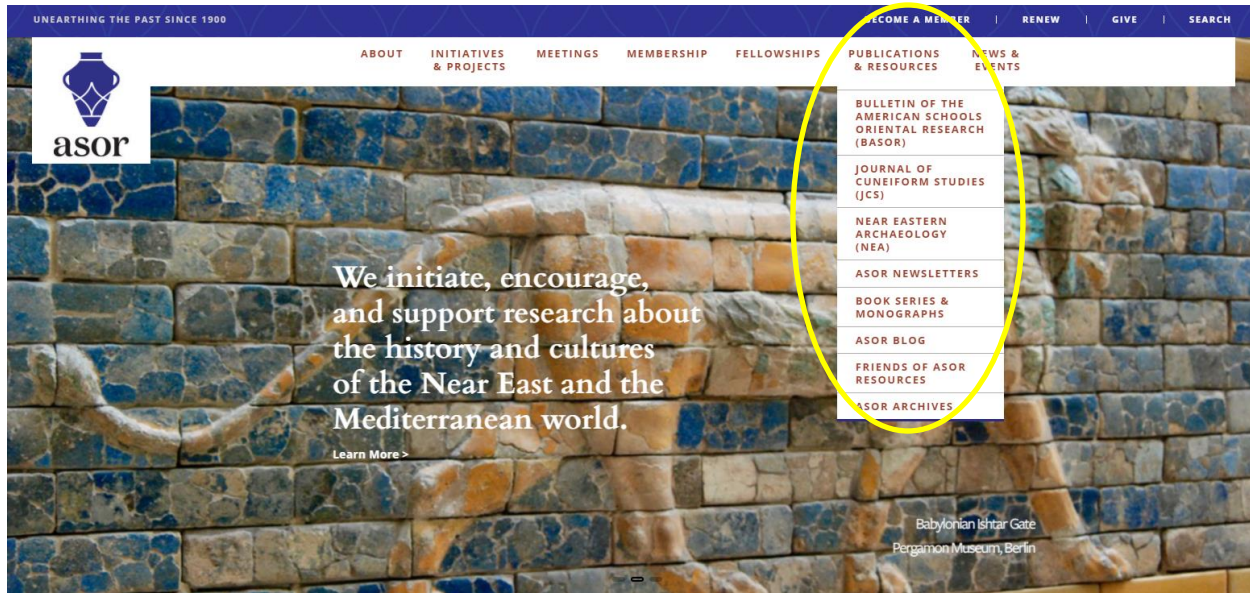 UNEARTHING THE PAST SINCE 1900
BECOME A MEMBER | RENEW | GIVE | SEARCH
asor
ABOUT
INITIATIVES
& PROJECTS
MEETINGS
MEMBERSHIP
FELLOWSHIPS
PUBLICATIONS
& RESOURCES
NEWS &
EVENTS
BULLETIN OF THE
AMERICAN SCHOOLS
ORIENTAL RESEARCH
(BASOR)
JOURNAL OF
CUNEIFORM STUDIES
(JCS)
NEAR EASTERN
ARCHAEOLOGY
(NEA)
ASOR NEWSLETTERS
BOOK SERIES &
MONOGRAPHS
ASOR BLOG
FRIENDS OF ASOR
RESOURCES
ASOR ARCHIVES
We initiate, encourage,
and support research about
the history and cultures
of the Near East and the
Mediterranean world.
Learn More >
Babylonian Ishtar Gate
Pergamon Museum, Berlin